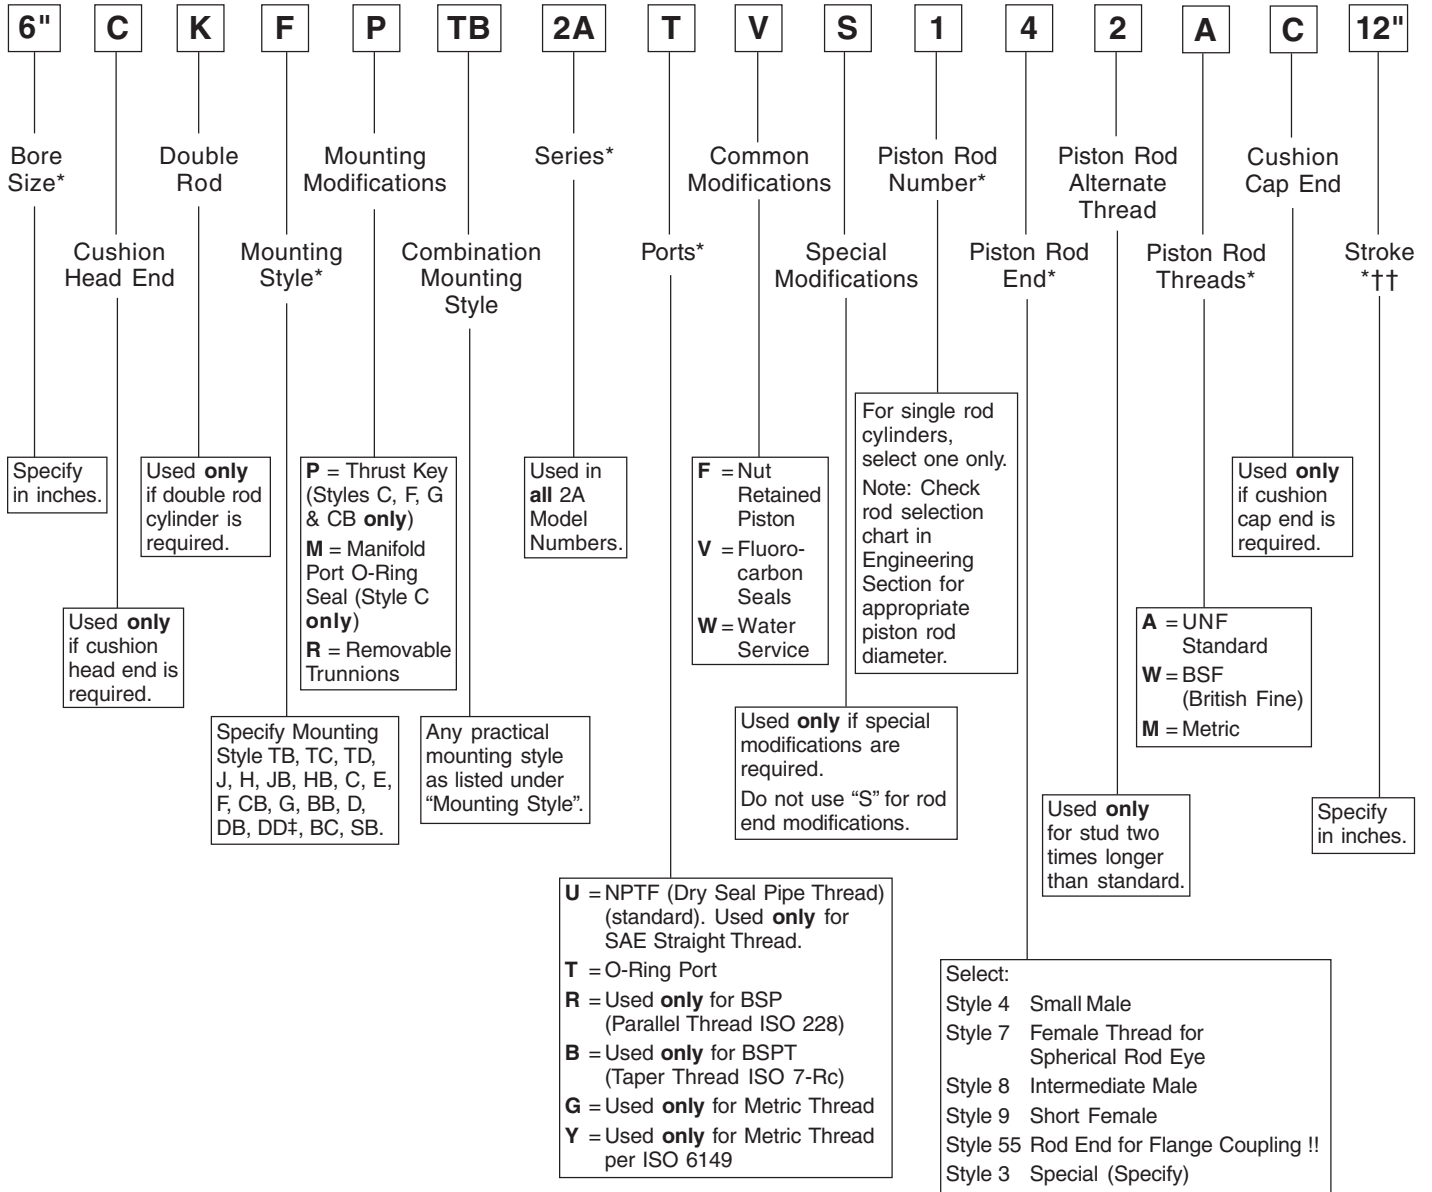 6" C K F P TB 2A T V S 1 4 2 A C 12"
Bore
Size*
Double
Rod
Mounting
Modifications
Series*
Common
Modifications
Piston Rod
Number*
Piston Rod
Alternate
Thread
Cushion
Cap End
Cushion
Head End
Mounting
Style*
Combination
Mounting
Style
Ports*
Special
Modifications
Piston Rod
End*
Piston Rod
Threads*
Stroke
*††
Specify
in inches.
Used only
if double rod
cylinder is
required.
P = Thrust Key
(Styles C, F, G
& CB only)
M = Manifold
Port O-Ring
Seal (Style C
only)
R = Removable
Trunnions
Used in
all 2A
Model
Numbers.
F = Nut
Retained
Piston
V = Fluoro-
carbon
Seals
W = Water
Service
For single rod
cylinders,
select one only.
Note: Check
rod selection
chart in
Engineering
Section for
appropriate
piston rod
diameter.
Used only
if cushion
cap end is
required.
Used only
if cushion
head end is
required.
A = UNF
Standard
W = BSF
(British Fine)
M = Metric
Specify Mounting
Style TB, TC, TD,
J, H, JB, HB, C, E,
F, CB, G, BB, D,
DB, DD‡, BC, SB.
Any practical
mounting style
as listed under
“Mounting Style”.
Used only if special
modifications are
required.
Do not use “S” for rod
end modifications.
Used only
for stud two
times longer
than standard.
Specify
in inches.
U = NPTF (Dry Seal Pipe Thread)
(standard). Used only for
SAE Straight Thread.
T = O-Ring Port
R = Used only for BSP
(Parallel Thread ISO 228)
B = Used only for BSPT
(Taper Thread ISO 7-Rc)
G = Used only for Metric Thread
Y = Used only for Metric Thread
per ISO 6149
Select:
Style 4 Small Male
Style 7 Female Thread for
Spherical Rod Eye
Style 8 Intermediate Male
Style 9 Short Female
Style 55 Rod End for Flange Coupling !!
Style 3 Special (Specify)